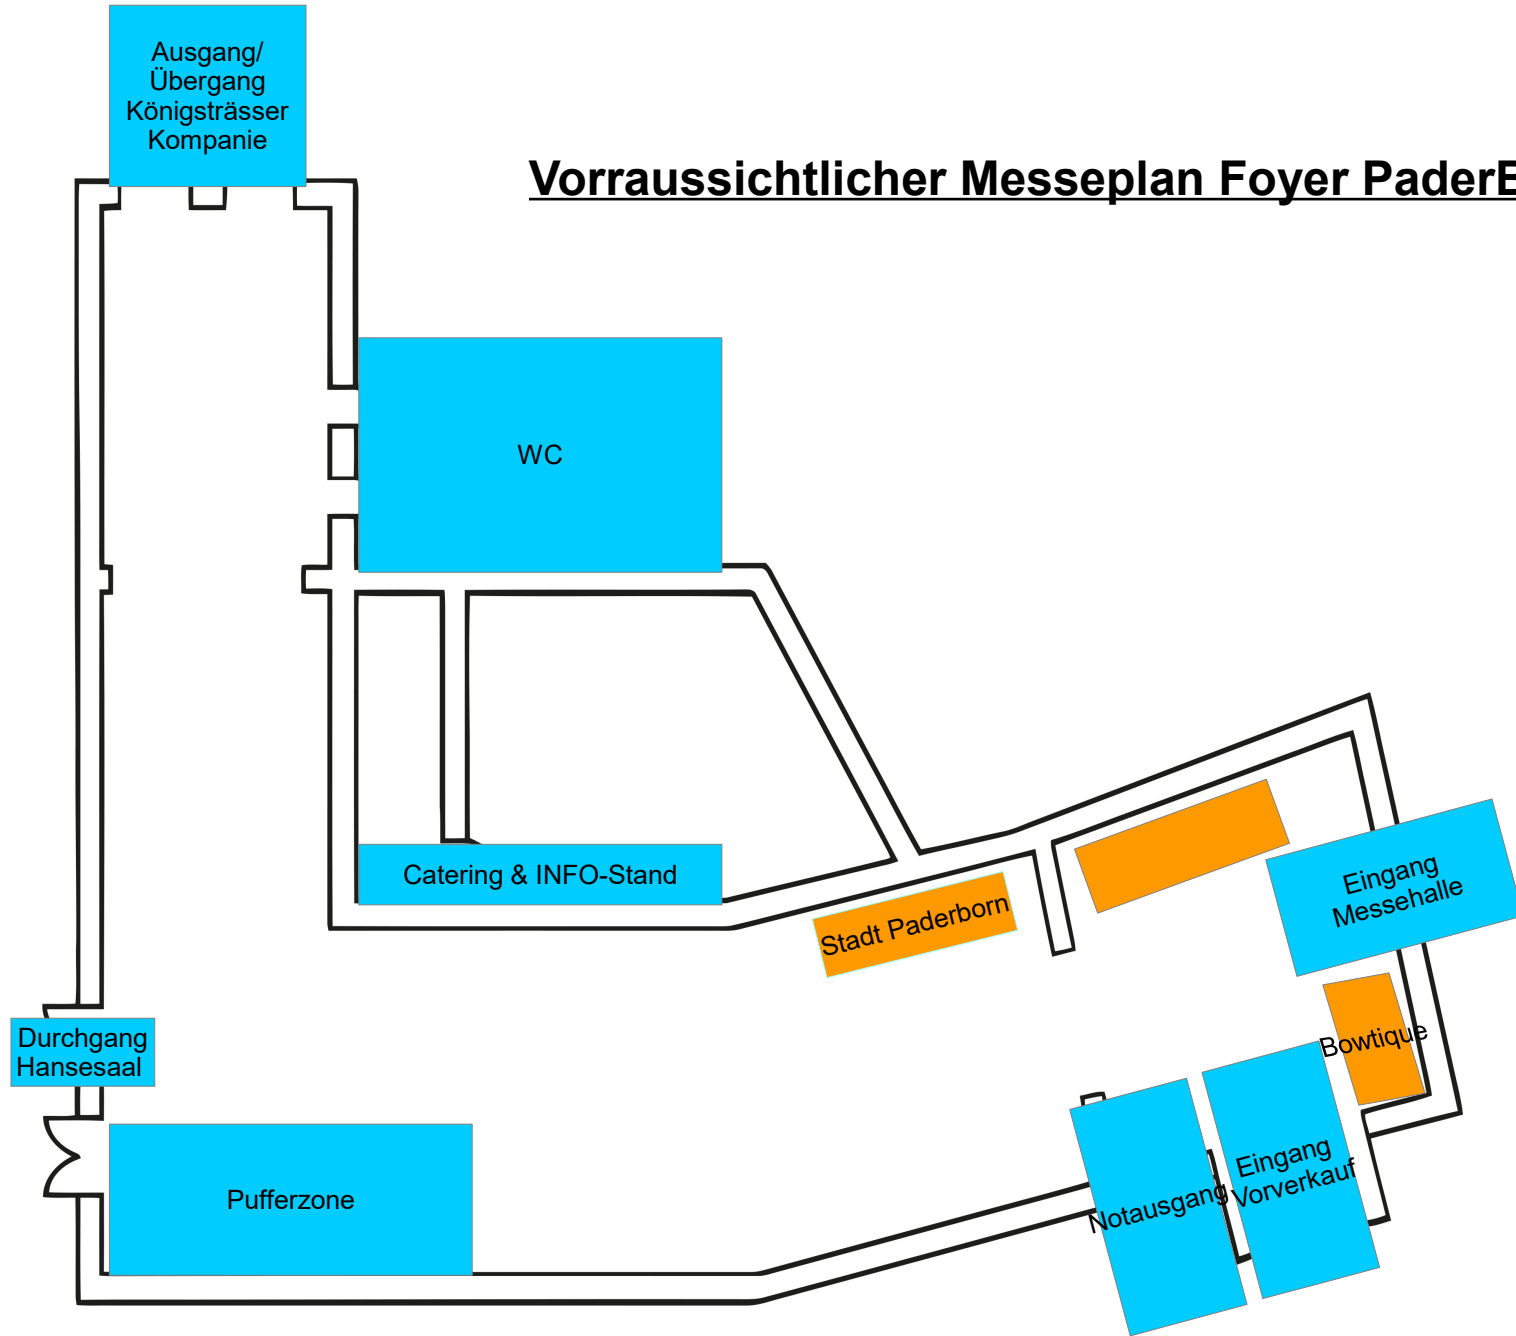 Ausgang/
Übergang
Königsträsser
Kompanie
Vorraussichtlicher Messeplan Foyer PaderE
WC
Catering & INFO-Stand
Stadt Paderborn
Eingang
Messehalle
Bowtique
Durchgang
Hansesaal
Eingang
Vorverkauf
Notausgang
Pufferzone